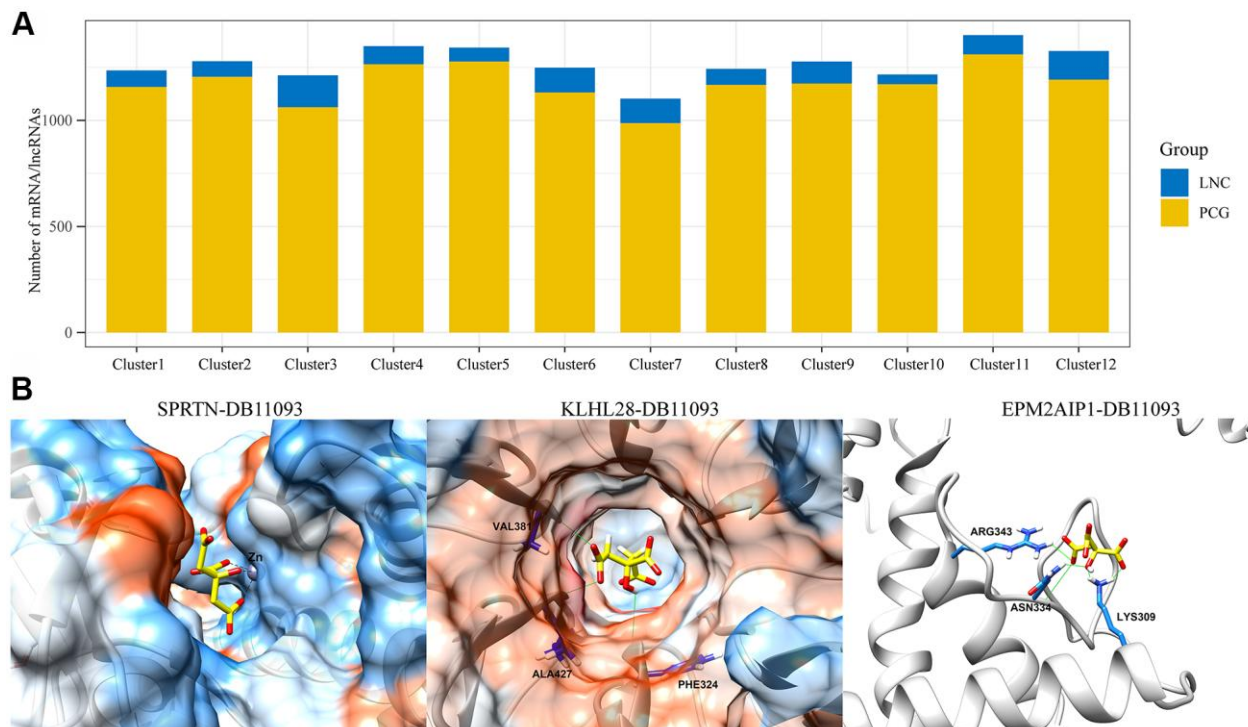 A
Number of mRNA/lncRNAs
1000
500
0
Cluster1 Cluster2 Cluster3 Cluster4 Cluster5 Cluster6 Cluster7 Cluster8 Cluster9 Cluster10 Cluster11 Cluster12
Group
LNC
PCG
B
SPRTN-DB11093 KLHL28-DB11093 EPM2AIP1-DB11093
Zn
VAL381
ALA427
PHE324
ARG343
ASN334
LYS309